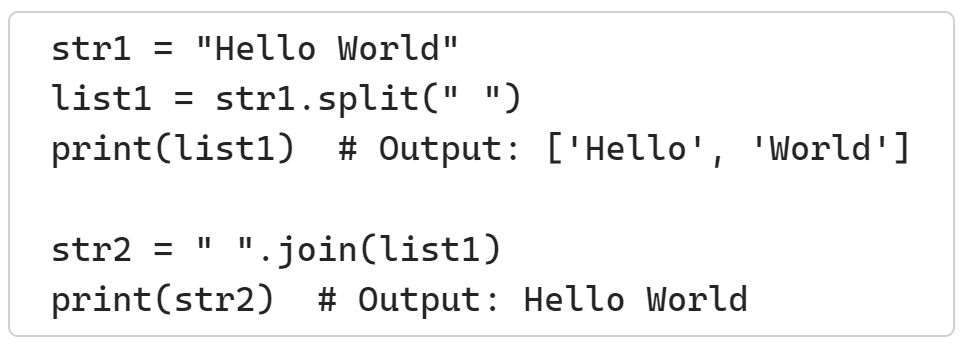 str1 = "Hello World"
list1 = str1.split(" ")
print(list1)  # Output: ['Hello', 'World']

str2 = " ".join(list1)
print(str2)  # Output: Hello World